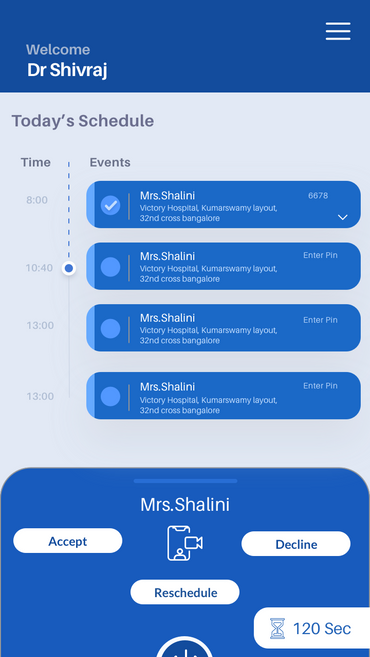 Welcome
Dr Shivraj
Today's Schedule
Time
Events
8:00
Mrs.Shalini
6678
Victory Hospital, Kumarswamy layout,
32nd cross bangalore
10:40
Mrs.Shalini
Enter Pin
Victory Hospital, Kumarswamy layout,
32nd cross bangalore
13:00
Mrs.Shalini
Enter Pin
Victory Hospital, Kumarswamy layout,
32nd cross bangalore
13:00
Mrs.Shalini
Enter Pin
Victory Hospital, Kumarswamy layout,
32nd cross bangalore
Mrs.Shalini
Accept
Decline
Reschedule
120 Sec